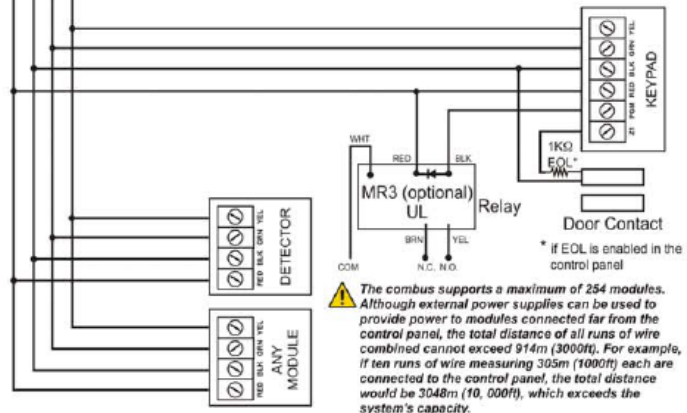 YEL
GRN
BLK
RED
PGM
Z1
KEYPAD
1KΩ
EOL*
WHT
RED
BLK
MR3 (optional)
UL
Relay
BRN
YEL
COM
N.C. N.O.
Door Contact
* if EOL is enabled in the
control panel
RED BLK GRN YEL
DETECTOR
RED BLK GRN YEL
ANY
MODULE
The combus supports a maximum of 254 modules.
Although external power supplies can be used to
provide power to modules connected far from the
control panel, the total distance of all runs of wire
combined cannot exceed 914m (3000ft). For example,
if ten runs of wire measuring 305m (1000ft) each are
connected to the control panel, the total distance
would be 3048m (10, 000ft), which exceeds the
system's capacity.